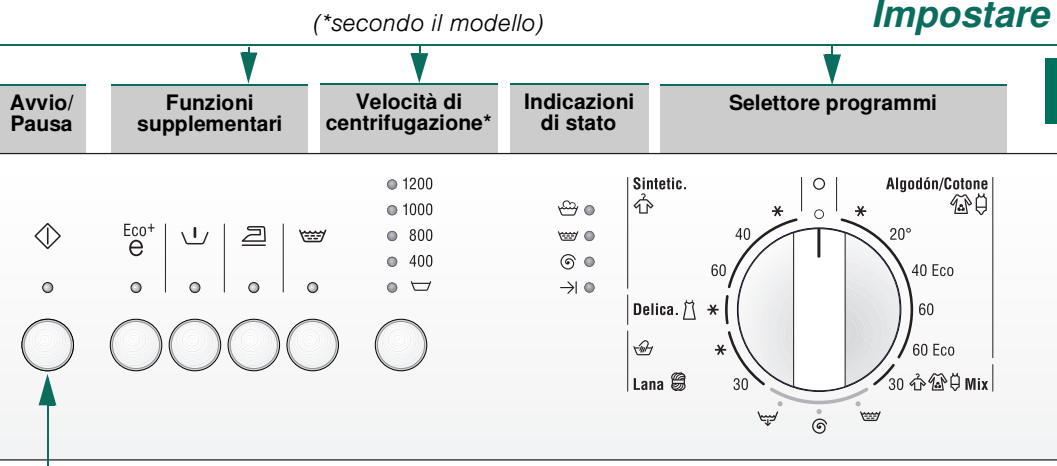 (*secondo il modello)
Impostare
Avvio/
Pausa
Funzioni
supplementari
Velocità di
centrifugazione*
Indicazioni
di stato
Selettore programmi
Eco+
e
1200
1000
800
400
Sintetic.
Algodón/Cotone
40
20°
60
40 Eco
Delica.
60
60 Eco
Lana
30
30 Mix